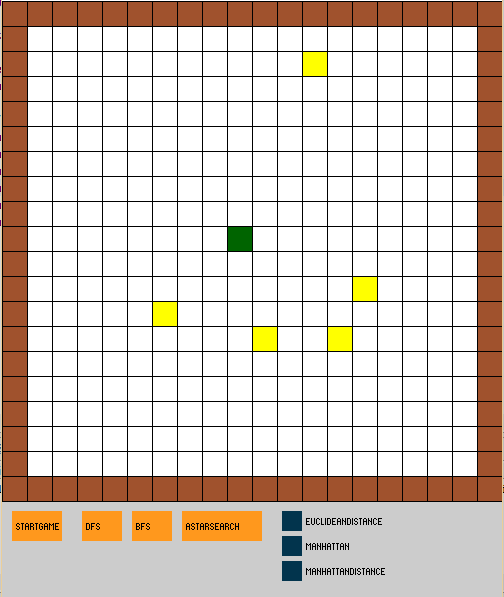 STARTGAME
DFS
BFS
ASTARSEARCH
EUCLIDEANDISTANCE
MANHATTAN
MANHATTANDISTANCE